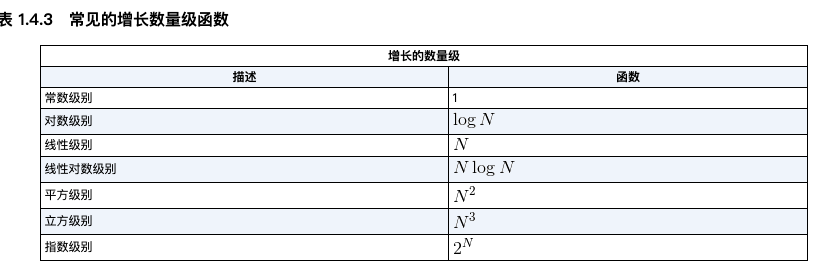 表 1.4.3 常见的增长数量级函数
增长的数量级
描述 函数
常数级别 1
对数级别 log N
线性级别 N
线性对数级别 N log N
平方级别 N²
立方级别 N³
指数级别 2ᴺ